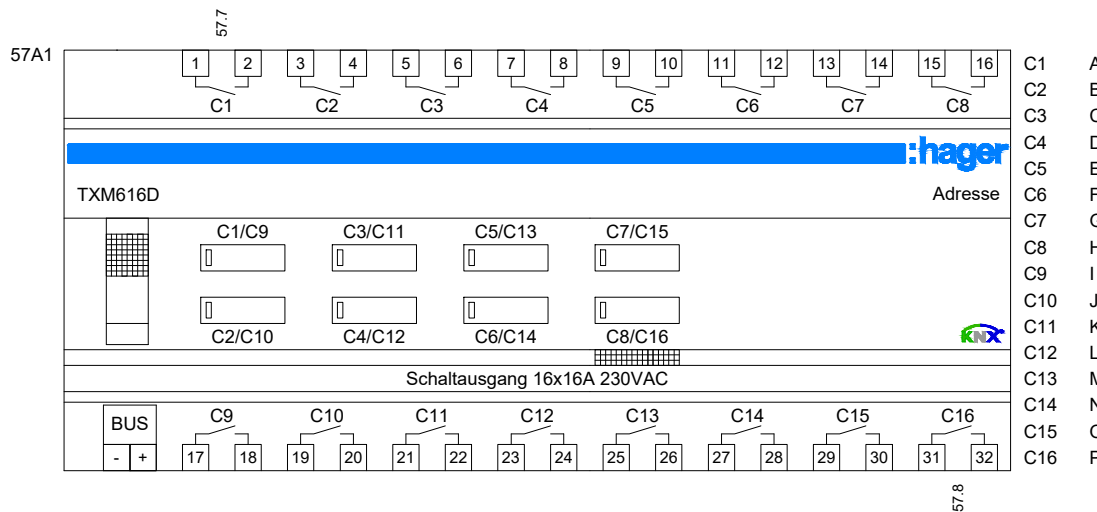 57.7
57A1
1 2 3 4 5 6 7 8 9 10 11 12 13 14 15 16
C1 C2 C3 C4 C5 C6 C7 C8
:hager
TXM616D Adresse
C1/C9 C3/C11 C5/C13 C7/C15
C2/C10 C4/C12 C6/C14 C8/C16
KNX
Schaltausgang 16x16A 230VAC
BUS
- +
C9 C10 C11 C12 C13 C14 C15 C16
17 18 19 20 21 22 23 24 25 26 27 28 29 30 31 32
57.8
C1
C2
C3
C4
C5
C6
C7
C8
C9 I
C10 J
C11
C12
C13
C14
C15
C16